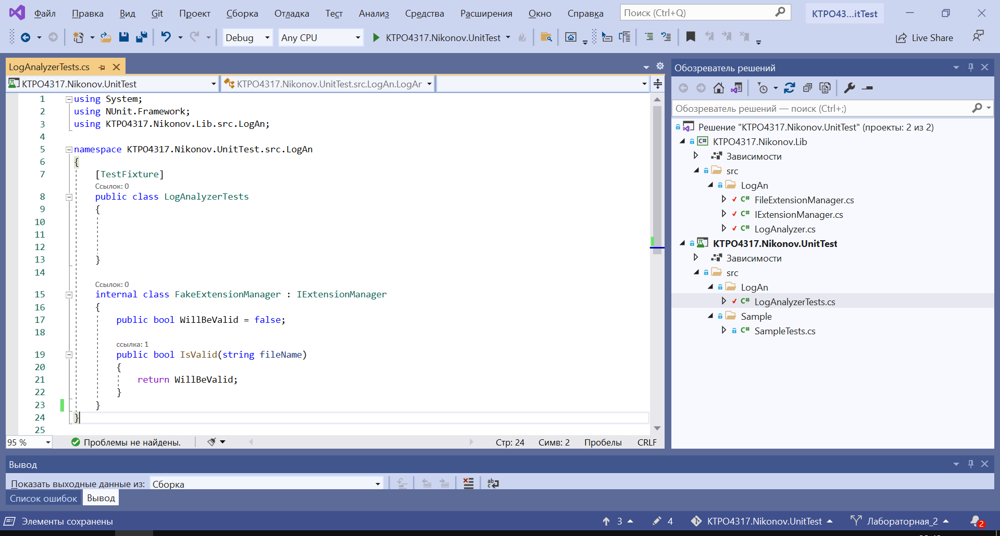 Файл Правка Вид Git Проект Сборка Отладка Тест Анализ Средства Расширения Окно Справка Поиск (Ctrl+Q) KTPO43...itTest
Debug Any CPU KTPO4317.Nikonov.UnitTest Live Share
LogAnalyzerTests.cs
KTPO4317.Nikonov.UnitTest KTPO4317.Nikonov.UnitTest.src.LogAn.LogAr
1 using System;
2 using NUnit.Framework;
3 using KTPO4317.Nikonov.Lib.src.LogAn;
4
5 namespace KTPO4317.Nikonov.UnitTest.src.LogAn
6 {
7 [TestFixture]
Ссылок: 0
8 public class LogAnalyzerTests
9 {
10
11
12
13 }
14
Ссылок: 0
15 internal class FakeExtensionManager : IExtensionManager
16 {
17 public bool WillBeValid = false;
18
ссылка: 1
19 public bool IsValid(string fileName)
20 {
21 return WillBeValid;
22 }
23 }
24 }
25
95 % Проблемы не найдены. Стр: 24 Симв: 2 Пробелы CRLF
Обозреватель решений
Обозреватель решений — поиск (Ctrl+;)
Решение "KTPO4317.Nikonov.UnitTest" (проекты: 2 из 2)
C# KTPO4317.Nikonov.Lib
Зависимости
src
LogAn
C# FileExtensionManager.cs
C# IExtensionManager.cs
C# LogAnalyzer.cs
KTPO4317.Nikonov.UnitTest
Зависимости
src
LogAn
C# LogAnalyzerTests.cs
Sample
C# SampleTests.cs
Вывод
Показать выходные данные из: Сборка
Список ошибок Вывод
Элементы сохранены 3 4 KTPO4317.Nikonov.UnitTest Лабораторная_2 2